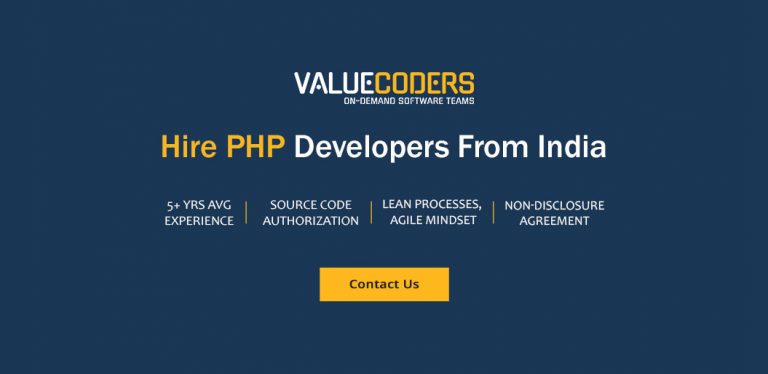 VALUECODERS
ON-DEMAND SOFTWARE TEAMS
Hire PHP Developers From India
5+ YRS AVG
EXPERIENCE
SOURCE CODE
AUTHORIZATION
LEAN PROCESSES,
AGILE MINDSET
NON-DISCLOSURE
AGREEMENT
Contact Us